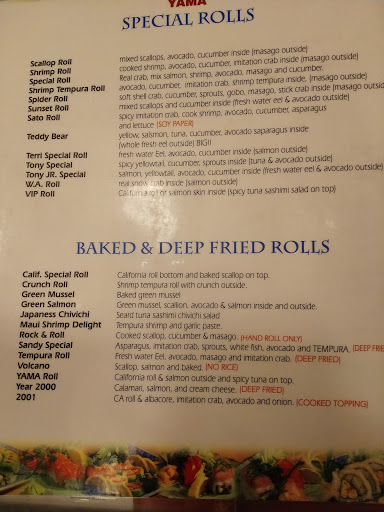 YAMA
SPECIAL ROLLS
Scallop Roll mixed scallops, avocado, cucumber inside (masago outside)
Shrimp Roll cooked shrimp, avocado, cucumber, imitation crab inside (masago outside)
Special Roll Real crab, mix salmon, shrimp, avocado, masago and cucumber.
Shrimp Tempura Roll avocado, cucumber, imitation crab, shrimp tempura inside, (masago outside)
Spider Roll soft shell crab, cucumber, sprouts, gobo, masago, stick crab inside (masago outside)
Sunset Roll mixed scallops and cucumber inside (fresh water eel & avocado outside)
Sato Roll spicy imitation crab, cook shrimp, avocado, cucumber, asparagus
and lettuce (SOY PAPER)
Teddy Bear yellow, salmon, tuna, cucumber, avocado saparagus inside
(whole fresh eel outside) BIG!!
Terri Special Roll fresh water Eel, avocado, cucumber inside (salmon outside)
Tony Special spicy yellowtail, cucumber, sprouts inside (tuna & avocado outside)
Tony JR. Special salmon, yellowtail, avocado, cucumber inside (fresh water eel & avocado outside)
W.A. Roll real snow crab inside (salmon outside)
VIP Roll California roll or salmon skin inside (spicy tuna sashimi salad on top)
BAKED & DEEP FRIED ROLLS
Calif. Special Roll California roll bottom and baked scallop on top.
Crunch Roll Shrimp tempura roll with crunch outside.
Green Mussel Baked green mussel
Green Salmon Green mussel, scallion, avocado & salmon inside and outside.
Japaness Chivichi Seard tuna sashimi chivichi salad
Maui Shrimp Delight Tempura shrimp and garlic paste.
Rock & Roll Cooked scallop, cucumber & masago. (HAND ROLL ONLY)
Sandy Special Asparagus, imitation crab, sprouts, white fish, avocado and TEMPURA, (DEEP FRIE
Tempura Roll Fresh water Eel, avocado, masago and imitation crab. (DEEP FRIED)
Volcano Scallop, salmon and baked. (NO RICE)
YAMA Roll California roll & salmon outside and spicy tuna on top.
Year 2000 Calamari, salmon, and cream cheese. (DEEP FRIED)
2001 CA roll & albacore, imitation crab, avocado and onion. (COOKED TOPPING)